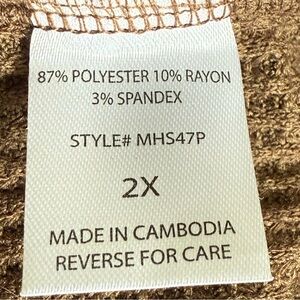 87% POLYESTER 10% RAYON
3% SPANDEX
STYLE# MHS47P
2X
MADE IN CAMBODIA
REVERSE FOR CARE